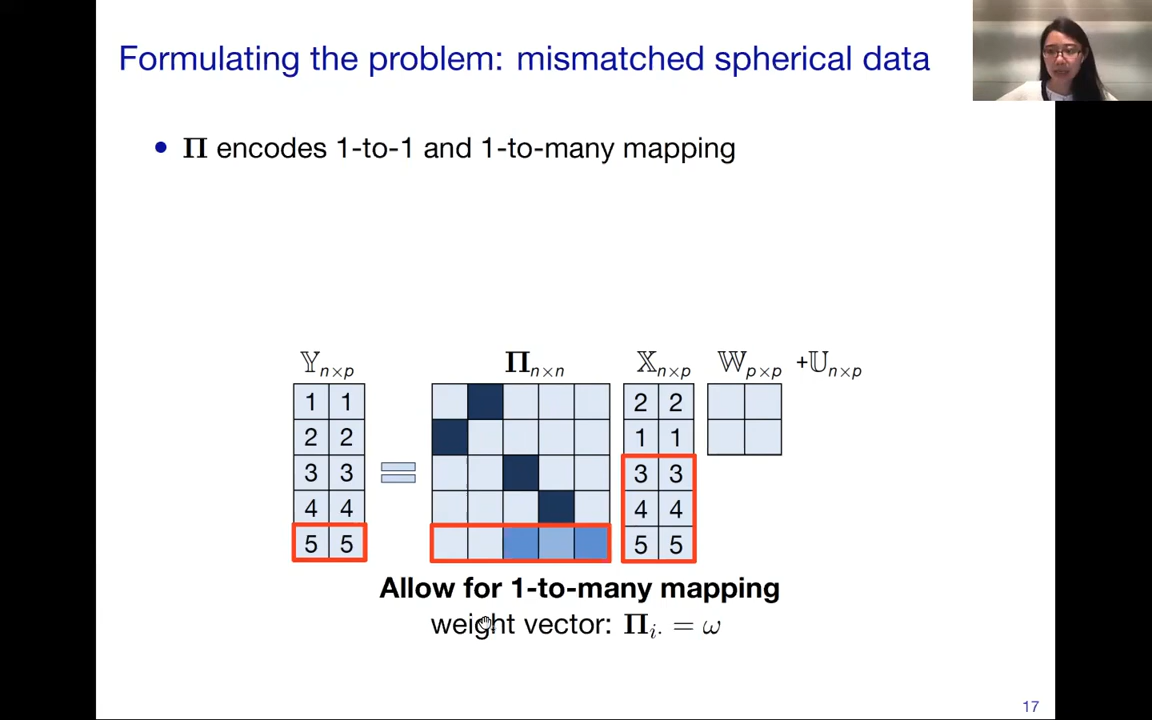 Formulating the problem: mismatched spherical data
• Π encodes 1-to-1 and 1-to-many mapping
𝕐n×p Πn×n 𝕏n×p 𝕎p×p +𝕌n×p
1 1 2 2
2 2 1 1
3 3 = 3 3
4 4 4 4
5 5 5 5
Allow for 1-to-many mapping
weight vector: Πi· = ω
17